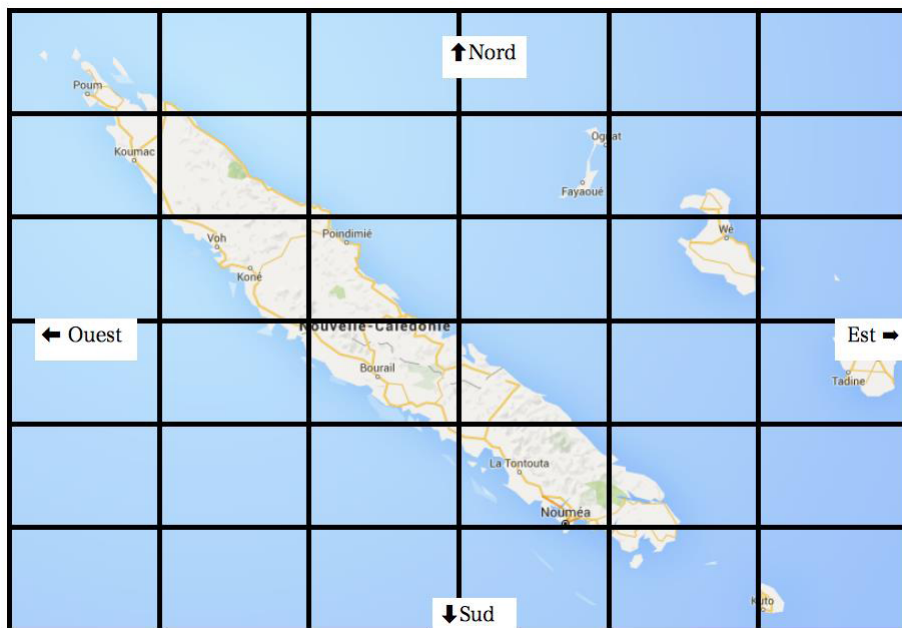 ⬆Nord
Poum
Koumac
Fayaoué
Wé
Voh
Poindimié
Koné
⬅ Ouest
Nouvelle-Calédonie
Est ➡
Bourail
Tadine
La Tontouta
Nouméa
Kuto
⬇Sud